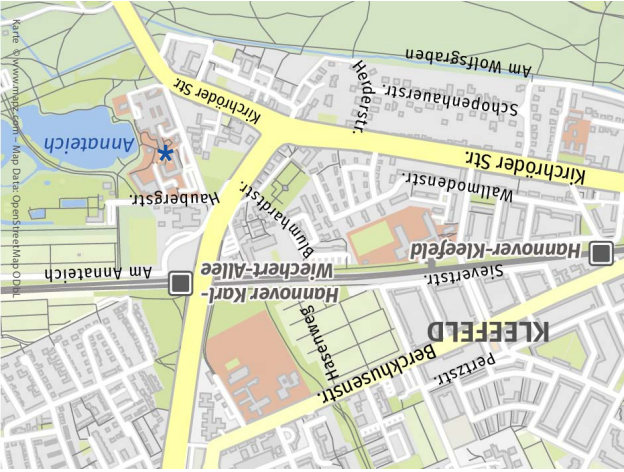 Karte © www.mapz.com - Map Data: OpenStreetMap ODbL
Am Wolfsgraben
Herderstr.
Schopenhauerstr.
Kirchröder Str.
Kirchröder Str.
Annateich
*
Wallmodenstr.
Haubergstr.
Blumhardtstr.
Hannover-Kleefeld
Am Annateich
Hannover Karl-
Wiechert-Allee
Sievertstr.
Hasenweg
KLEEFELD
Berckhusenstr.
Pertzstr.